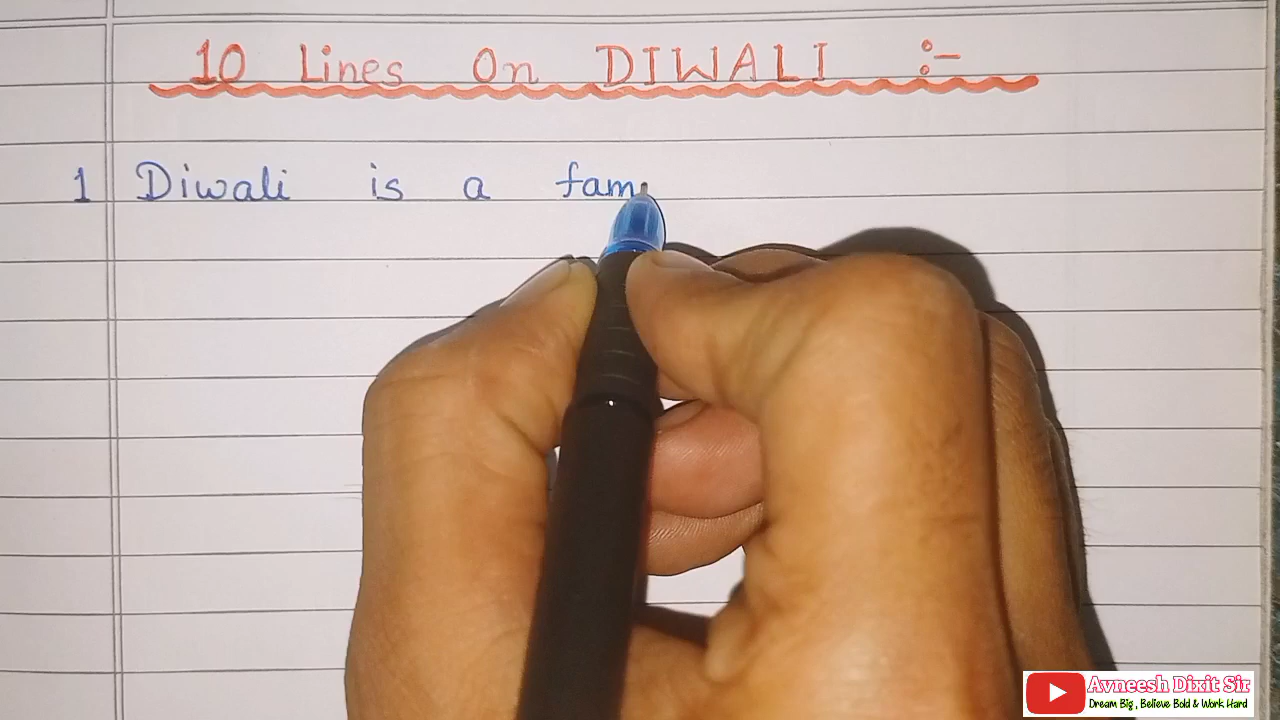 10 Lines On DIWALI :-
1 Diwali is a fam
Avneesh Dixit Sir
Dream Big , Believe Bold & Work Hard